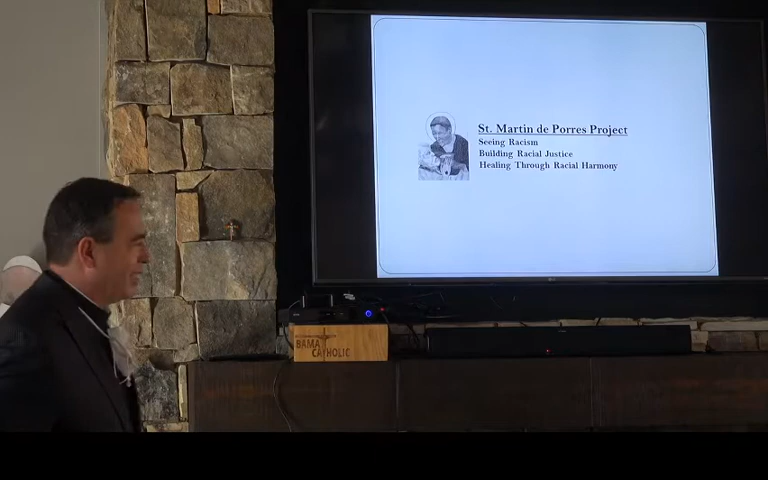 St. Martin de Porres Project
Seeing Racism
Building Racial Justice
Healing Through Racial Harmony
BAMA
CATHOLIC